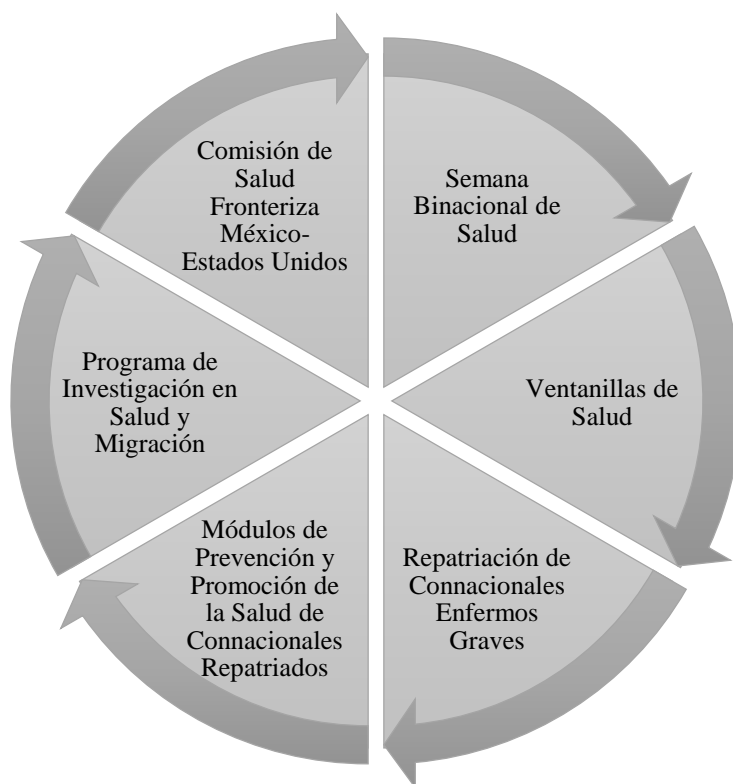 Comisión de
Salud
Fronteriza
México-
Estados Unidos
Semana
Binacional de
Salud
Ventanillas de
Salud
Repatriación de
Connacionales
Enfermos
Graves
Módulos de
Prevención y
Promoción de
la Salud de
Connacionales
Repatriados
Programa de
Investigación en
Salud y
Migración